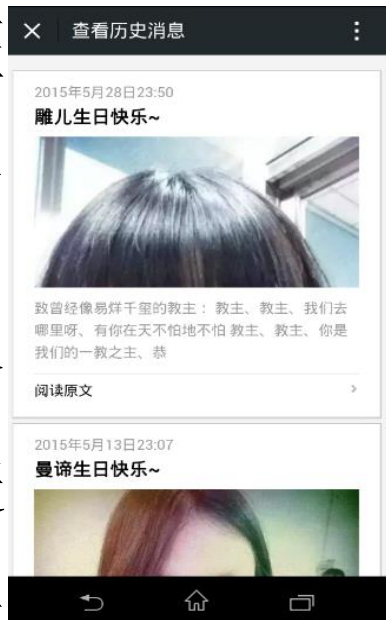 查看历史消息
2015年5月28日23:50
雕儿生日快乐~
致曾经像易烊千玺的教主：教主、教主、我们去
哪里呀、有你在天不怕地不怕 教主、教主、你是
我们的一教之主、恭
阅读原文
2015年5月13日23:07
曼谛生日快乐~